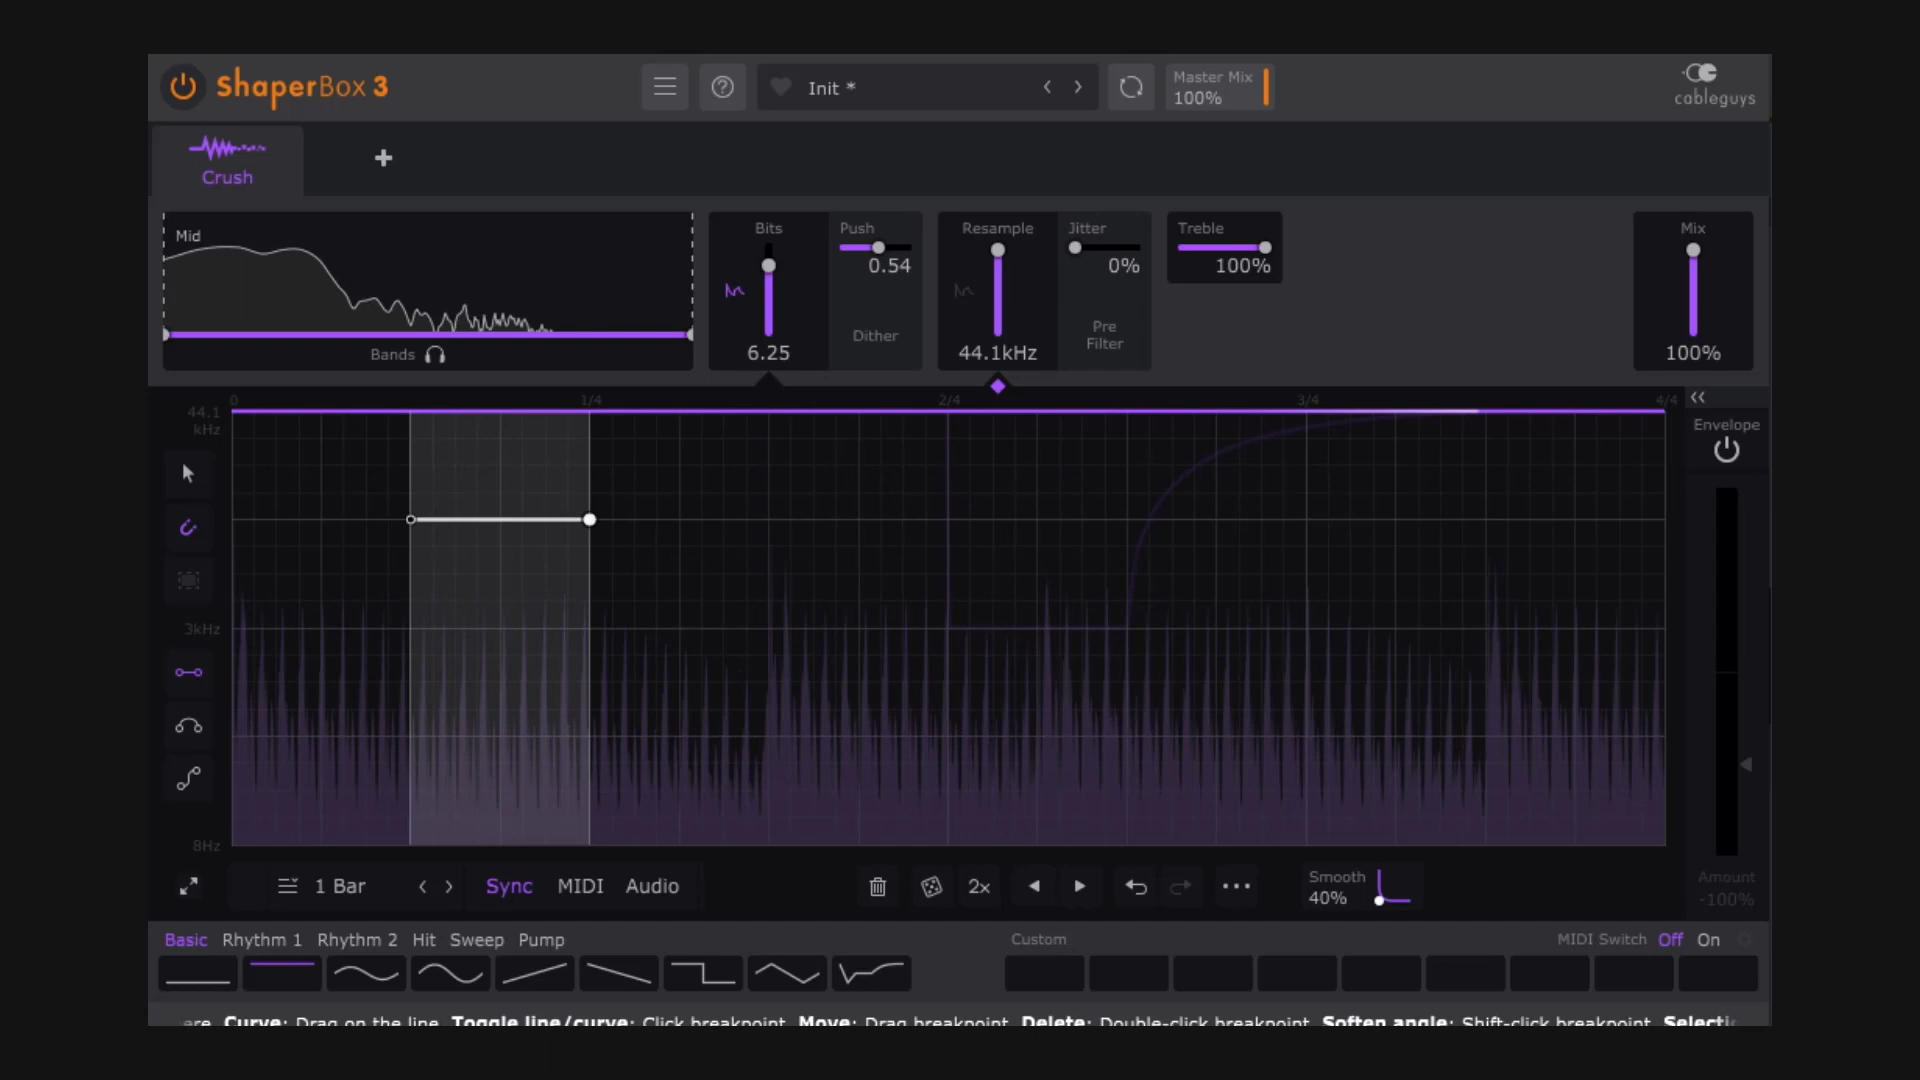 ShaperBox 3
Init *
Master Mix
100%
cableguys
Crush
Mid
Bands
Bits
6.25
Push
0.54
Dither
Resample
44.1kHz
Jitter
0%
Pre
Filter
Treble
100%
Mix
100%
0 1/4 2/4 3/4 4/4
44.1
kHz
3kHz
8Hz
Envelope
Amount
-100%
1 Bar
Sync MIDI Audio
2x
Smooth
40%
Basic Rhythm 1 Rhythm 2 Hit Sweep Pump
Custom
MIDI Switch Off On
Curve: Drag on the line Toggle line/curve: Click breakpoint Move: Drag breakpoint Delete: Double-click breakpoint Soften angle: Shift-click breakpoint